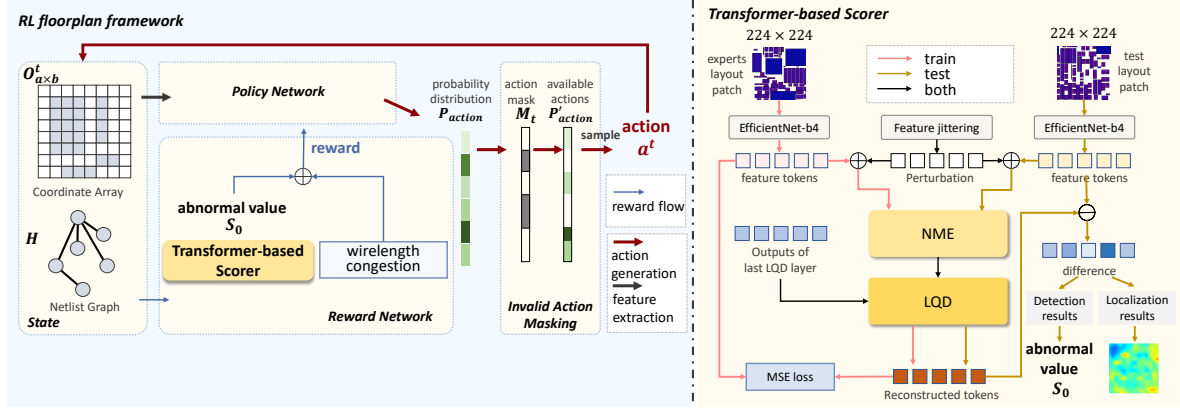 RL floorplan framework
O^t_{a×b}
Coordinate Array
H
Netlist Graph
State
Policy Network
reward
abnormal value
S_0
Transformer-based
Scorer
wirelength
congestion
Reward Network
probability
distribution
P_{action}
action
mask
M_t
available
actions
P'_{action}
sample
action
a^t
Invalid Action
Masking
reward flow
action
generation
feature
extraction
Transformer-based Scorer
224 × 224
experts
layout
patch
train
test
both
224 × 224
test
layout
patch
EfficientNet-b4
Feature jittering
EfficientNet-b4
feature tokens
Perturbation
feature tokens
NME
Outputs of
last LQD layer
LQD
difference
Detection
results
Localization
results
abnormal
value
S_0
MSE loss
Reconstructed tokens